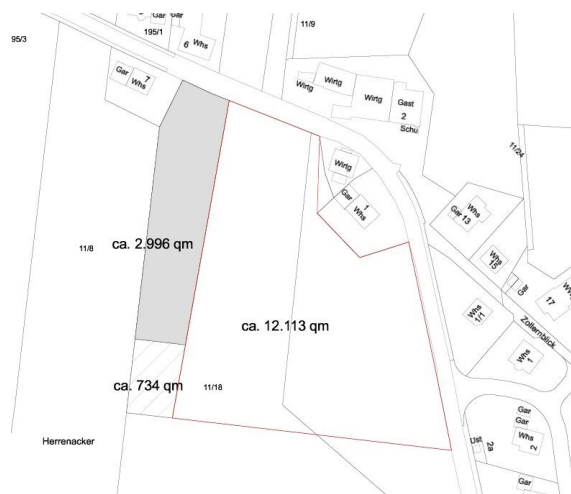 95/3
Gar
195/1
Gar
6
Whs
11/9
Gar
7
Whs
Wirtg
Wirtg
Wirtg
Gast
2
Schu
Wirtg
Gar
1
Whs
11/24
Whs
Gar 13
Whs
15
Gar
17
Whs
1/1
Zollernblick
Whs
1
ca. 2.996 qm
11/8
ca. 12.113 qm
ca. 734 qm
11/18
Herrenacker
Gar
Gar
Whs
2
Ust
2a
Gar